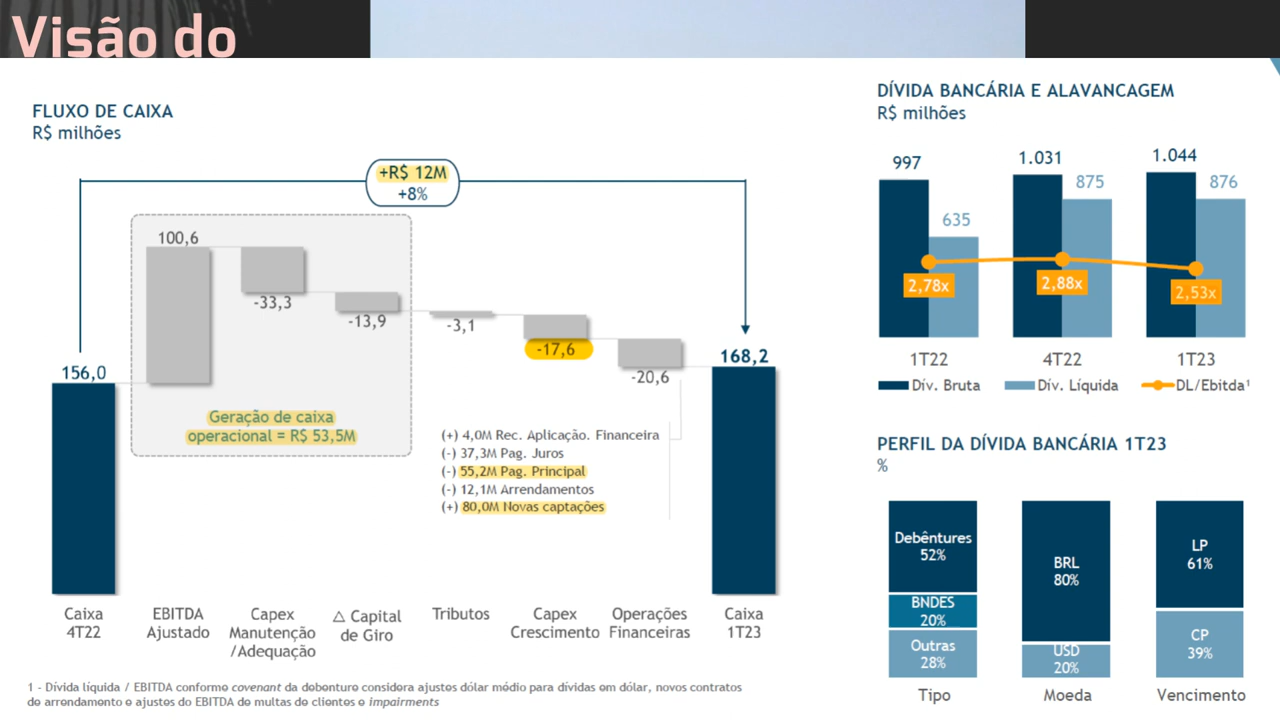 Visão do
FLUXO DE CAIXA
R$ milhões
+R$ 12M
+8%
100,6
-33,3
-13,9
-3,1
-17,6
-20,6
156,0
168,2
Geração de caixa
operacional = R$ 53,5M
(+) 4,0M Rec. Aplicação. Financeira
(-) 37,3M Pag. Juros
(-) 55,2M Pag. Principal
(-) 12,1M Arrendamentos
(+) 80,0M Novas captações
Caixa
4T22
EBITDA
Ajustado
Capex
Manutenção
/Adequação
Δ Capital
de Giro
Tributos
Capex
Crescimento
Operações
Financeiras
Caixa
1T23
1 - Dívida líquida / EBITDA conforme covenant da debenture considera ajustes dólar médio para dívidas em dólar, novos contratos
de arrendamento e ajustes do EBITDA de multas de clientes e impairments
DÍVIDA BANCÁRIA E ALAVANCAGEM
R$ milhões
997
635
1.031
875
1.044
876
2,78x
2,88x
2,53x
1T22
4T22
1T23
Dív. Bruta
Dív. Líquida
DL/Ebitda¹
PERFIL DA DÍVIDA BANCÁRIA 1T23
%
Debêntures
52%
BNDES
20%
Outras
28%
Tipo
BRL
80%
USD
20%
Moeda
LP
61%
CP
39%
Vencimento